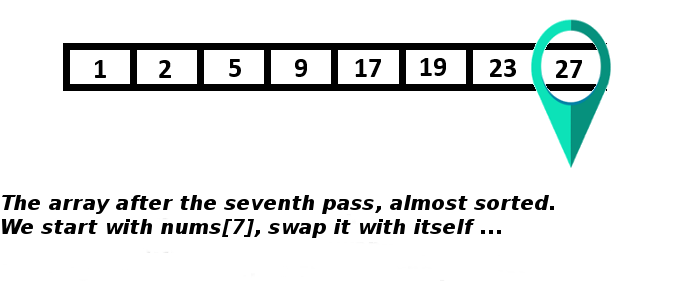 1 2 5 9 17 19 23 27
The array after the seventh pass, almost sorted.
We start with nums[7], swap it with itself ...